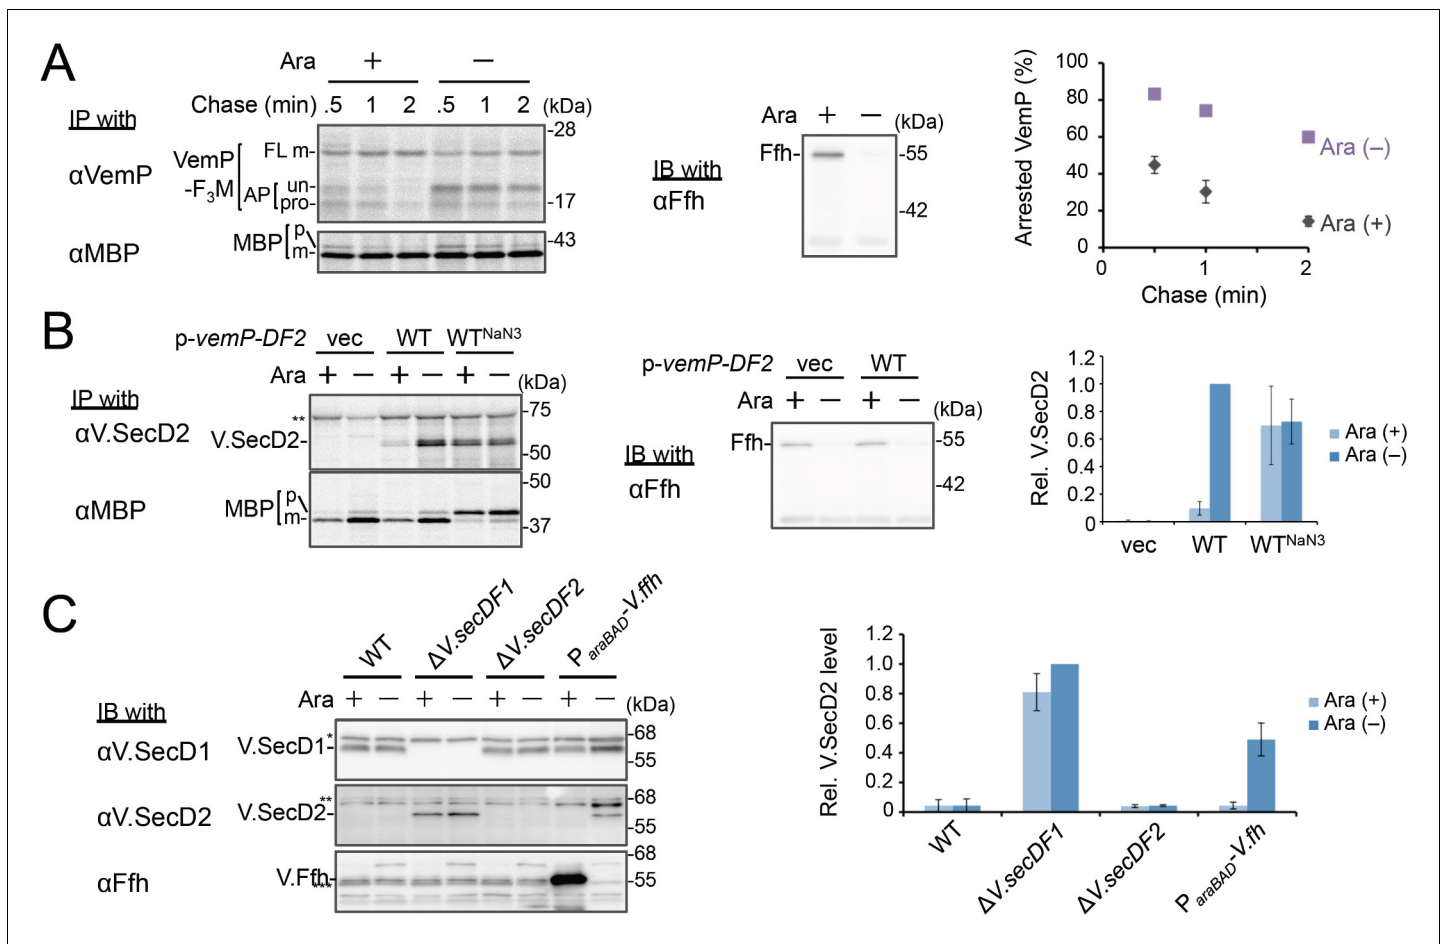 A
Ara + −
IP with
Chase (min) .5 1 2 .5 1 2 (kDa)
αVemP
VemP -F3M
FL m-
AP
un-
pro-
-28
-17
αMBP
MBP
p
m-
-43
Ara + − (kDa)
IB with
αFfh
Ffh-
-55
-42
Arrested VemP (%)
100
80
60
40
20
0
0 1 2
Chase (min)
Ara (−)
Ara (+)
B
p-vemP-DF2 vec WT WTNaN3
Ara + − + − + − (kDa)
IP with
αV.SecD2
**
V.SecD2-
-75
-50
αMBP
MBP
p
m-
-50
-37
p-vemP-DF2 vec WT
Ara + − + − (kDa)
IB with
αFfh
Ffh-
-55
-42
Rel. V.SecD2
1.2
1.0
0.8
0.6
0.4
0.2
0
vec WT WTNaN3
Ara (+)
Ara (−)
C
WT ΔV.secDF1 ΔV.secDF2 ParaBAD-V.ffh
Ara + − + − + − + − (kDa)
IB with
αV.SecD1
*
V.SecD1-
-68
-55
αV.SecD2
**
V.SecD2-
-68
-55
αFfh
V.Ffh-
***
-68
-55
Rel. V.SecD2 level
1.2
1.0
0.8
0.6
0.4
0.2
0
WT ΔV.secDF1 ΔV.secDF2 ParaBAD-V.fh
Ara (+)
Ara (−)